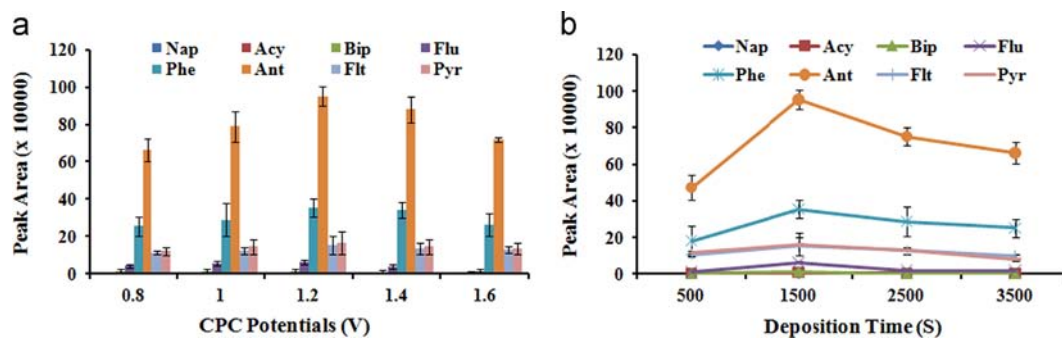 a
Peak Area (x 10000)
120
100
80
60
40
20
0
Nap Acy Bip Flu
Phe Ant Flt Pyr
0.8 1 1.2 1.4 1.6
CPC Potentials (V)
b
Peak Area (x 10000)
120
100
80
60
40
20
0
Nap Acy Bip Flu
Phe Ant Flt Pyr
500 1500 2500 3500
Deposition Time (S)